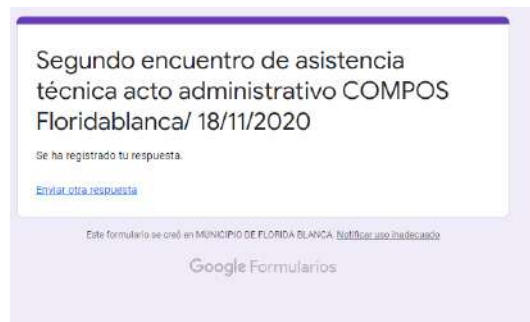 Segundo encuentro de asistencia
técnica acto administrativo COMPOS
Floridablanca/ 18/11/2020
Se ha registrado tu respuesta.
Enviar otra respuesta
Este formulario se creó en MUNICIPIO DE FLORIDA BLANCA. Notificar uso inadecuado
Google Formularios